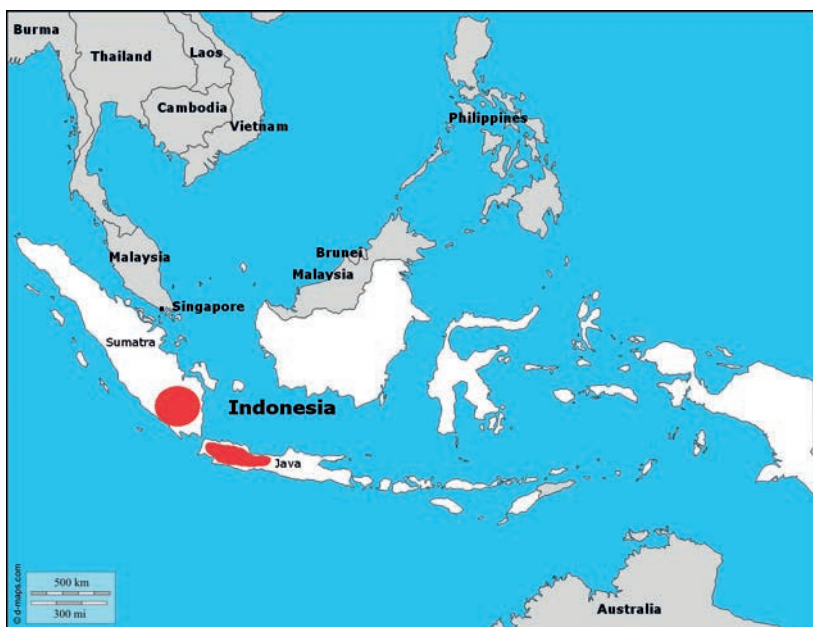 Burma
Thailand
Laos
Cambodia
Vietnam
Philippines
Malaysia
Brunei
Malaysia
Singapore
Sumatra
Indonesia
Java
500 km
300 mi
Australia
© d-maps.com